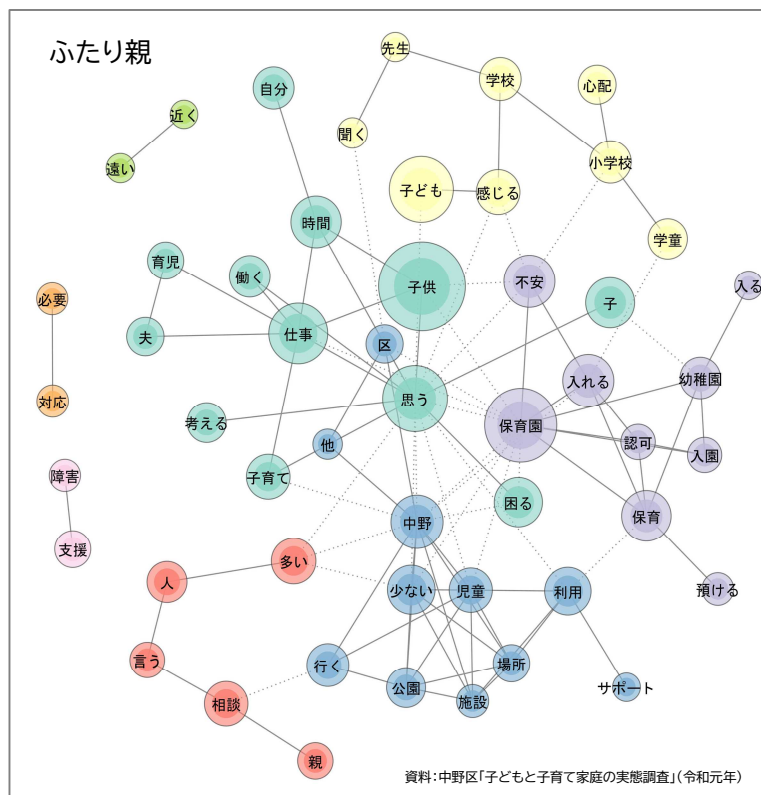 ふたり親
先生
学校
心配
自分
近く
聞く
小学校
遠い
子ども
感じる
時間
学童
育児
働く
子供
不安
入る
必要
子
夫
仕事
区
入れる
幼稚園
対応
思う
考える
保育園
他
認可
入園
障害
子育て
困る
保育
中野
支援
多い
人
少ない
児童
利用
預ける
言う
行く
場所
公園
施設
サポート
相談
親
資料:中野区「子どもと子育て家庭の実態調査」(令和元年)